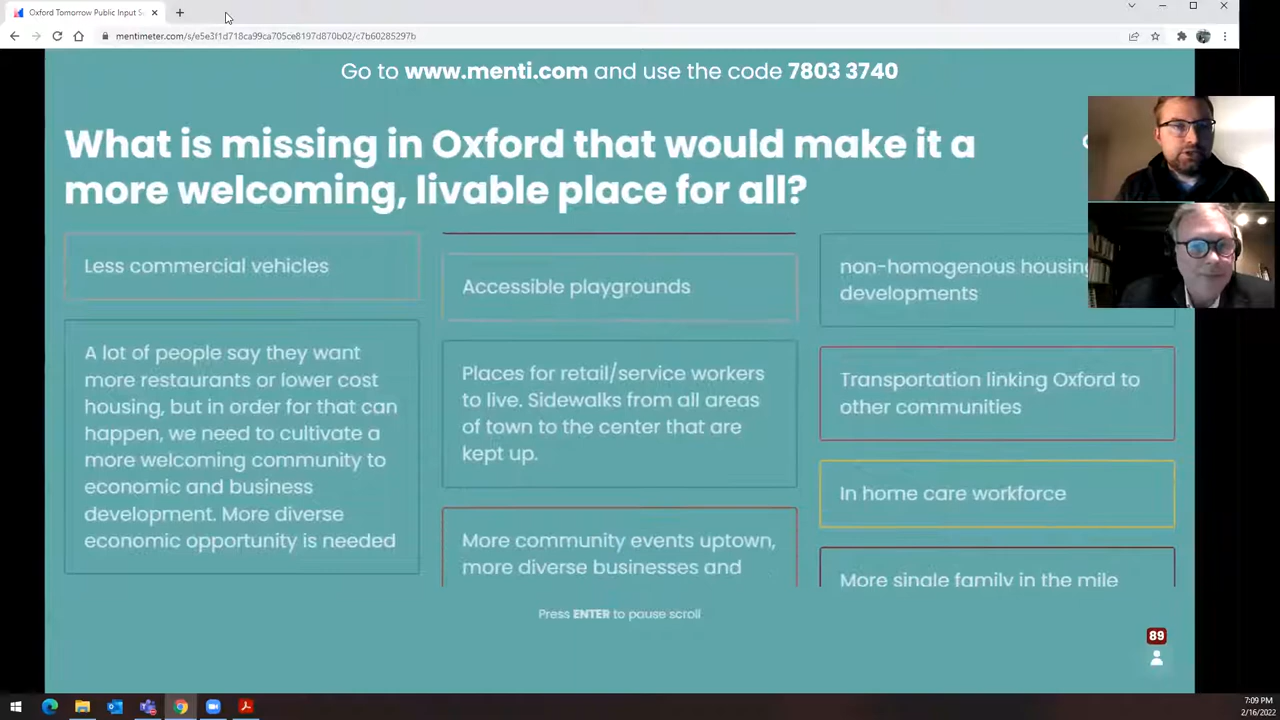 Oxford Tomorrow Public Input S
mentimeter.com/s/e5e3f1d718ca99ca705ce8197d870b02/c7b60285297b
Go to www.menti.com and use the code 7803 3740
What is missing in Oxford that would make it a
more welcoming, livable place for all?
Less commercial vehicles
A lot of people say they want
more restaurants or lower cost
housing, but in order for that can
happen, we need to cultivate a
more welcoming community to
economic and business
development. More diverse
economic opportunity is needed
Accessible playgrounds
Places for retail/service workers
to live. Sidewalks from all areas
of town to the center that are
kept up.
More community events uptown,
more diverse businesses and
non-homogenous housing
developments
Transportation linking Oxford to
other communities
In home care workforce
More single family in the mile
Press ENTER to pause scroll
89
7:09 PM
2/16/2022